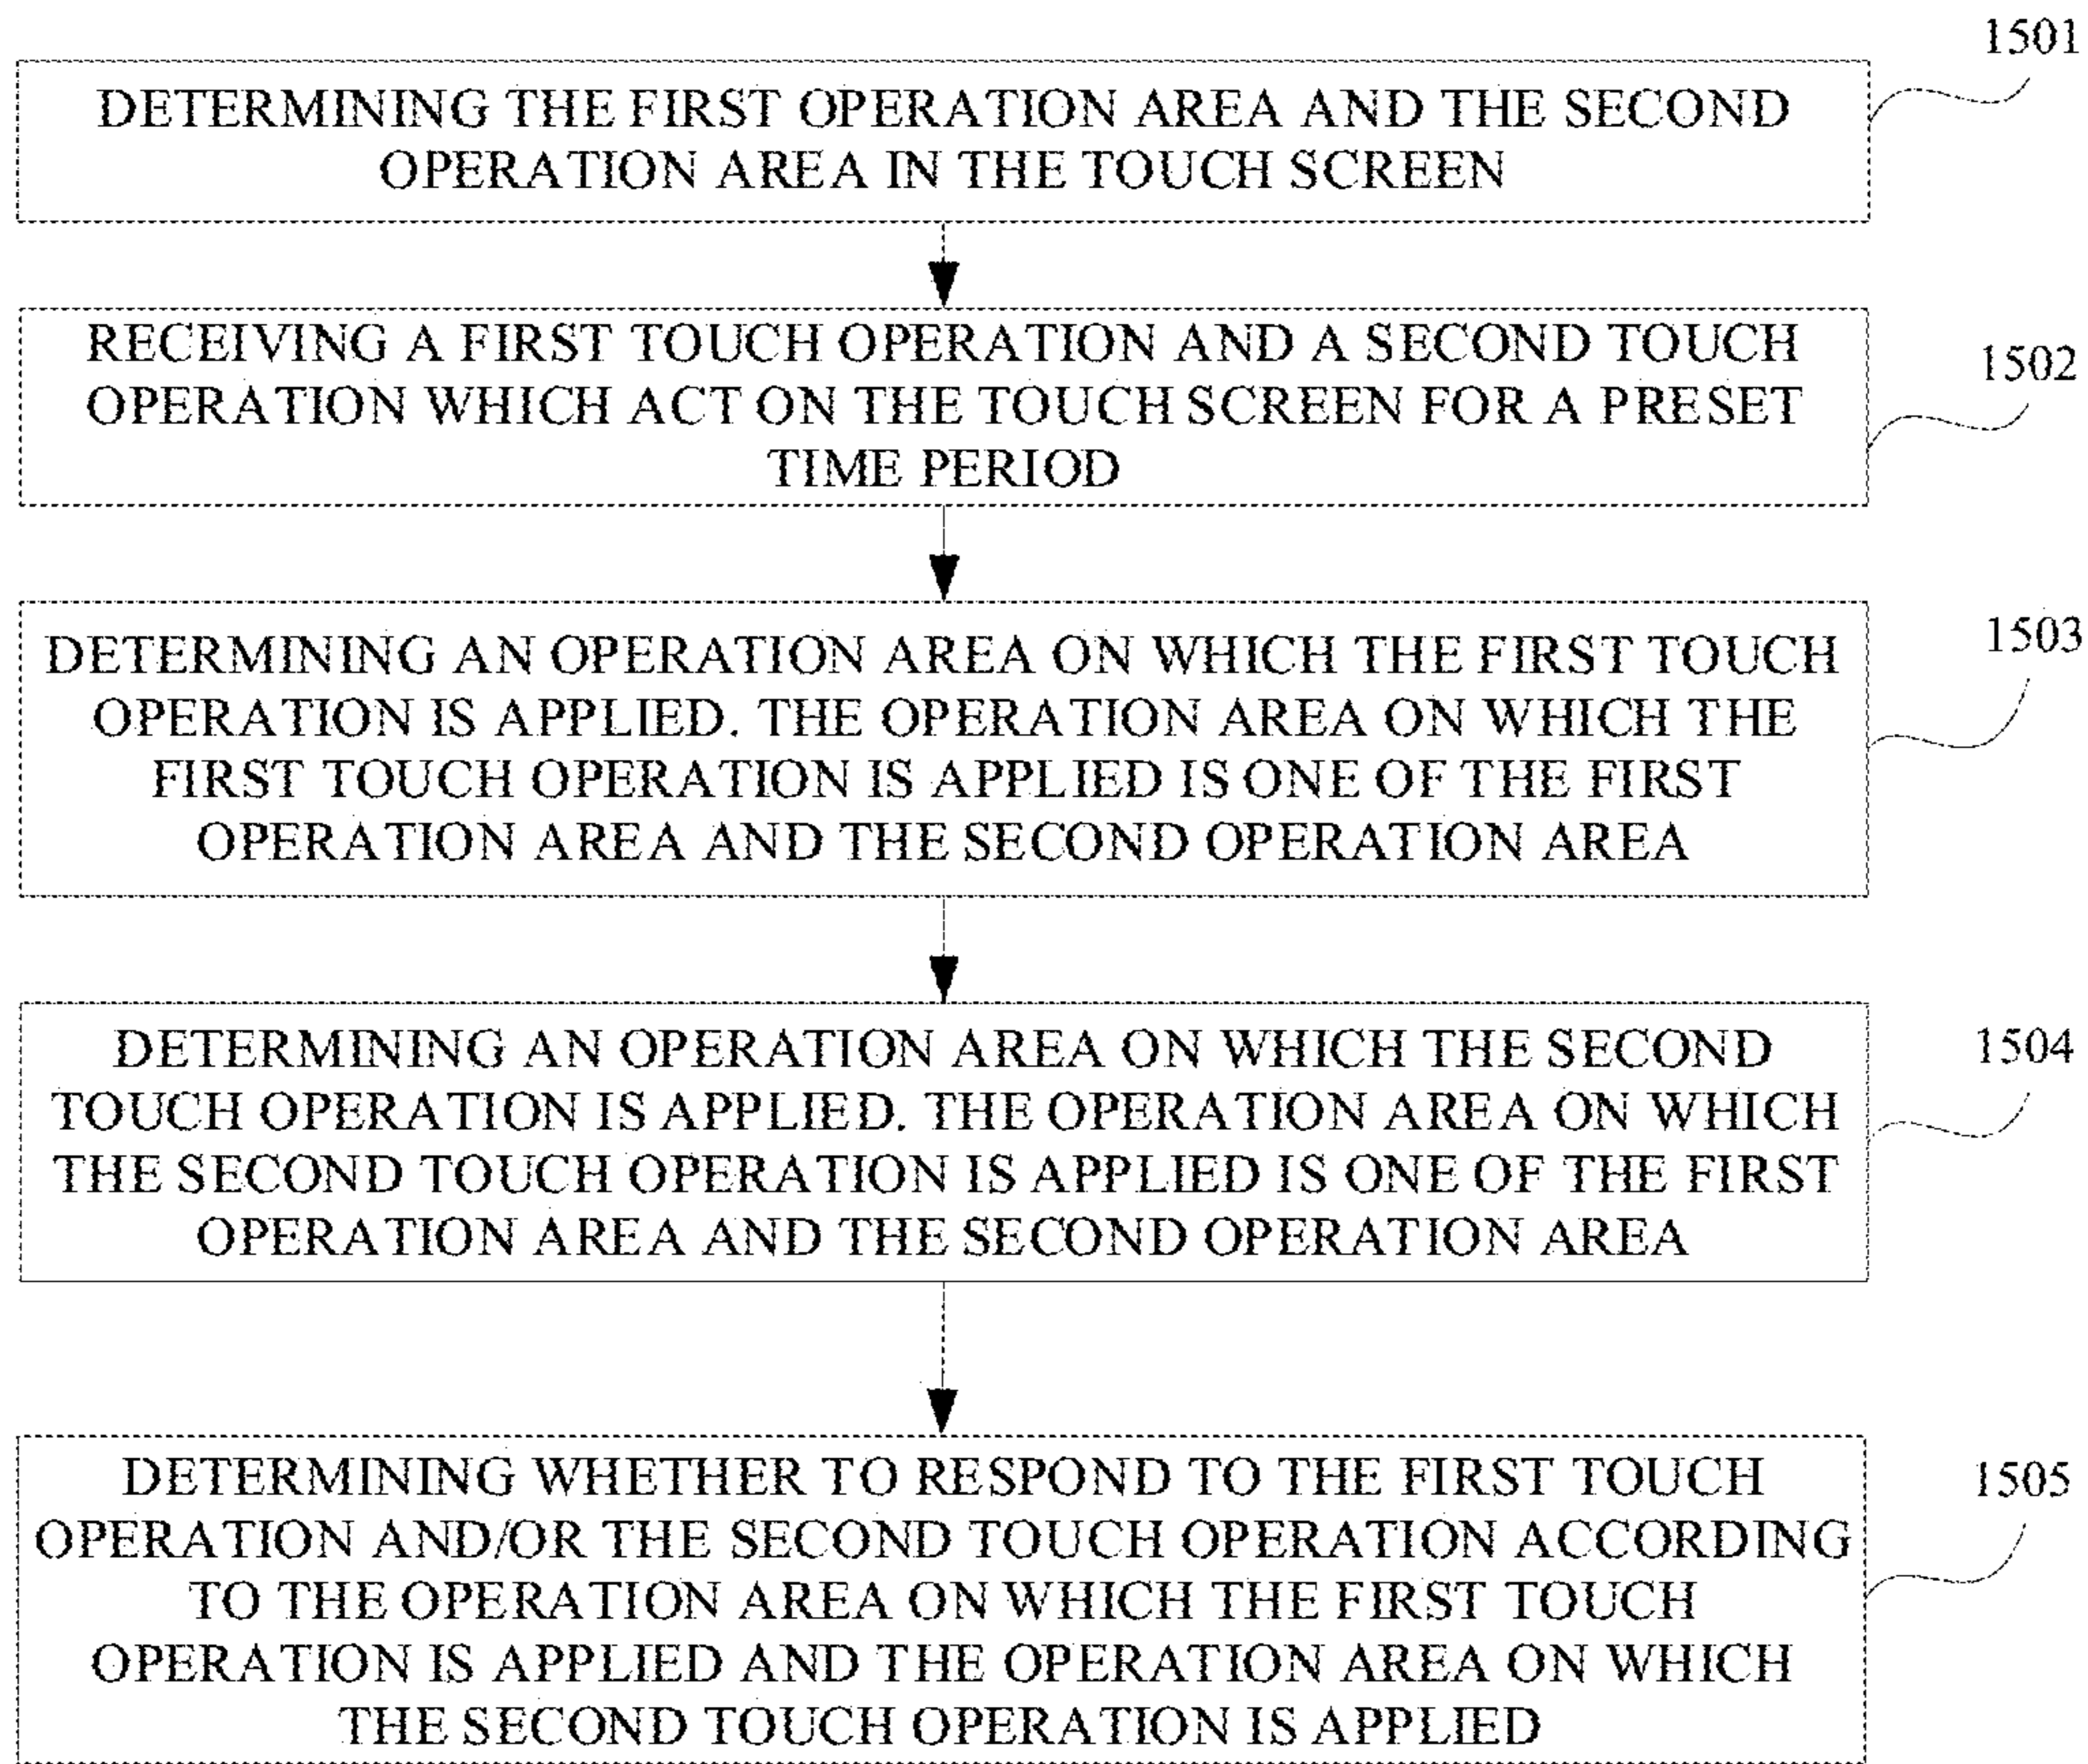 1501
DETERMINING THE FIRST OPERATION AREA AND THE SECOND
OPERATION AREA IN THE TOUCH SCREEN
RECEIVING A FIRST TOUCH OPERATION AND A SECOND TOUCH
OPERATION WHICH ACT ON THE TOUCH SCREEN FOR A PRESET
TIME PERIOD
1502
DETERMINING AN OPERATION AREA ON WHICH THE FIRST TOUCH
OPERATION IS APPLIED. THE OPERATION AREA ON WHICH THE
FIRST TOUCH OPERATION IS APPLIED IS ONE OF THE FIRST
OPERATION AREA AND THE SECOND OPERATION AREA
1503
DETERMINING AN OPERATION AREA ON WHICH THE SECOND
TOUCH OPERATION IS APPLIED. THE OPERATION AREA ON WHICH
THE SECOND TOUCH OPERATION IS APPLIED IS ONE OF THE FIRST
OPERATION AREA AND THE SECOND OPERATION AREA
1504
DETERMINING WHETHER TO RESPOND TO THE FIRST TOUCH
OPERATION AND/OR THE SECOND TOUCH OPERATION ACCORDING
TO THE OPERATION AREA ON WHICH THE FIRST TOUCH
OPERATION IS APPLIED AND THE OPERATION AREA ON WHICH
THE SECOND TOUCH OPERATION IS APPLIED
1505